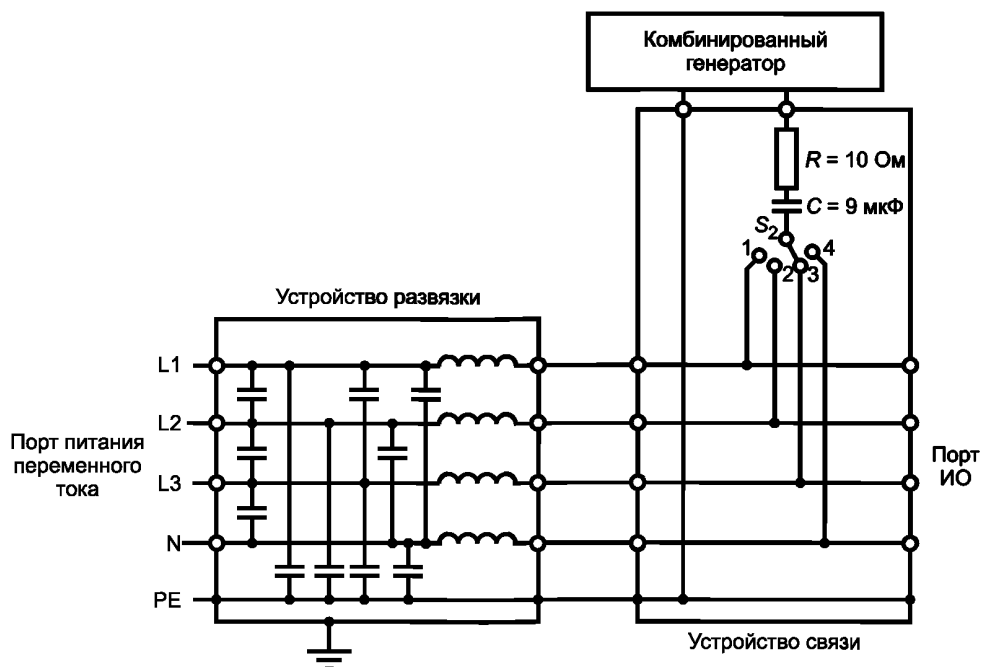 Комбинированный
генератор
R = 10 Ом
C = 9 мкФ
S2
1
2
3
4
Устройство развязки
L1
L2
L3
N
PE
Порт питания
переменного
тока
Порт
ИО
Устройство связи